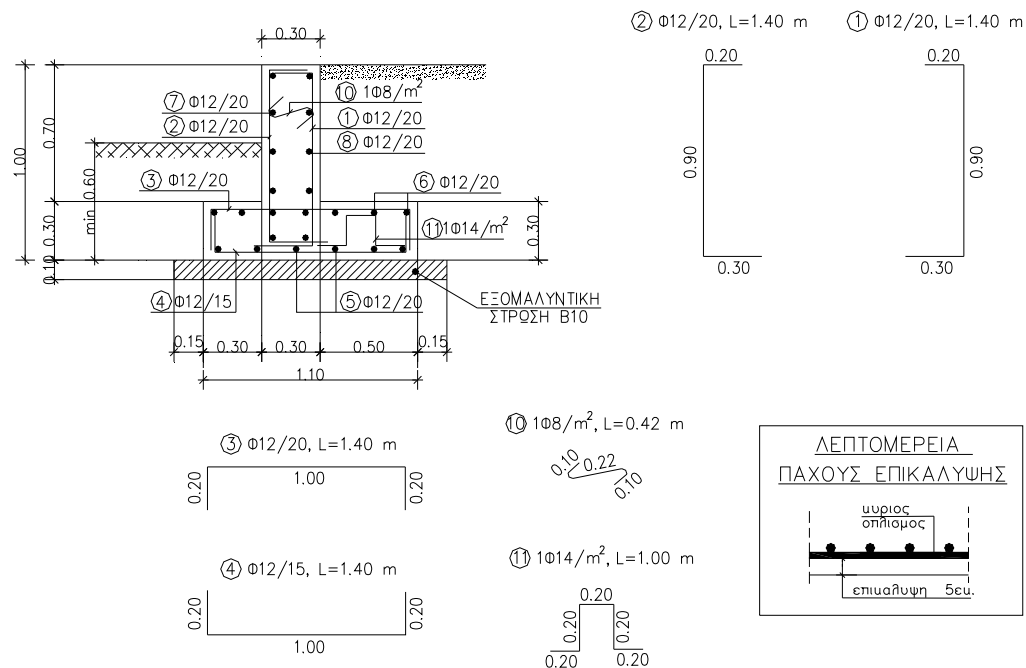 ② Φ12/20, L=1.40 m
① Φ12/20, L=1.40 m
0.30
0.20
0.20
⑩ 1Φ8/m²
⑦ Φ12/20
① Φ12/20
② Φ12/20
⑧ Φ12/20
0.70
1.00
0.90
0.90
③ Φ12/20
⑥ Φ12/20
min 0.60
⑪ 1Φ14/m²
0.30
0.30
0.10
0.30
0.30
④ Φ12/15
⑤ Φ12/20
ΕΞΟΜΑΛΥΝΤΙΚΗ
ΣΤΡΩΣΗ Β10
0.15
0.30
0.30
0.50
0.15
1.10
③ Φ12/20, L=1.40 m
0.20
1.00
0.20
⑩ 1Φ8/m², L=0.42 m
0.10
0.22
0.10
ΛΕΠΤΟΜΕΡΕΙΑ
ΠΑΧΟΥΣ ΕΠΙΚΑΛΥΨΗΣ
κυριος
οπλισμος
επικαλυψη 5εκ.
④ Φ12/15, L=1.40 m
0.20
1.00
0.20
⑪ 1Φ14/m², L=1.00 m
0.20
0.20
0.20
0.20
0.20